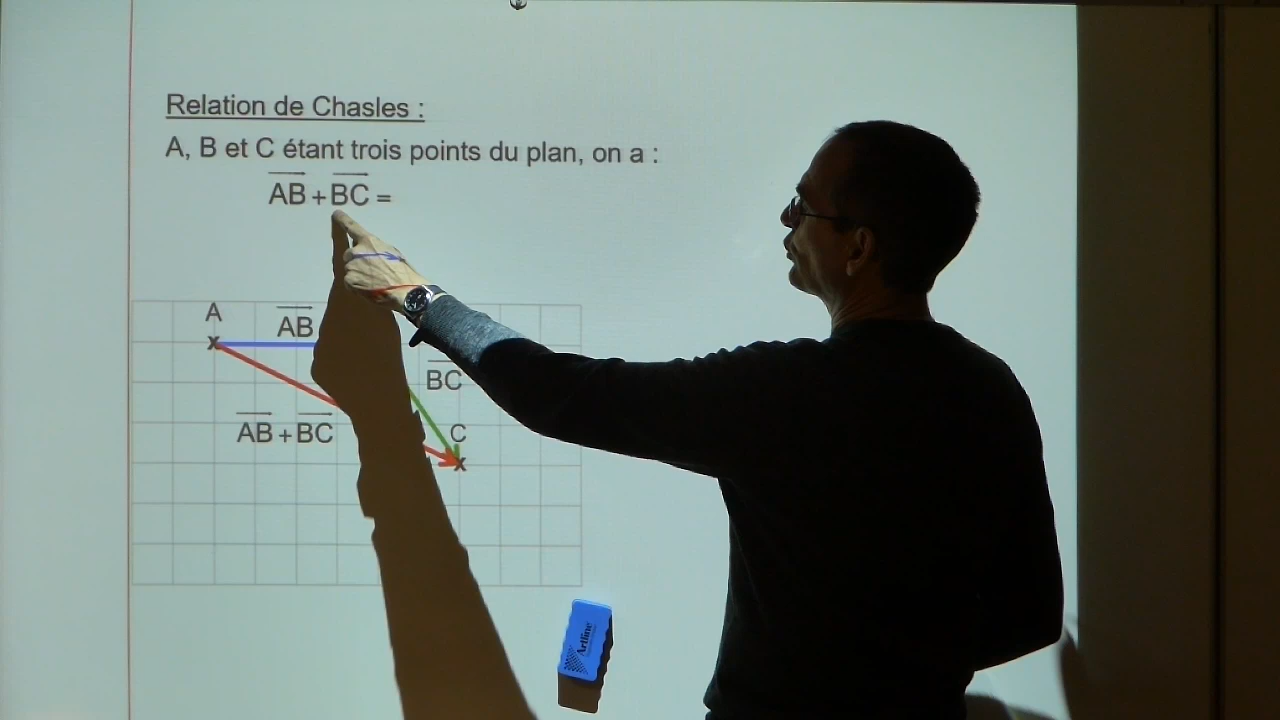 Relation de Chasles :
A, B et C étant trois points du plan, on a :
AB + BC =
A
AB
BC
AB + BC
C
x
x
Artline